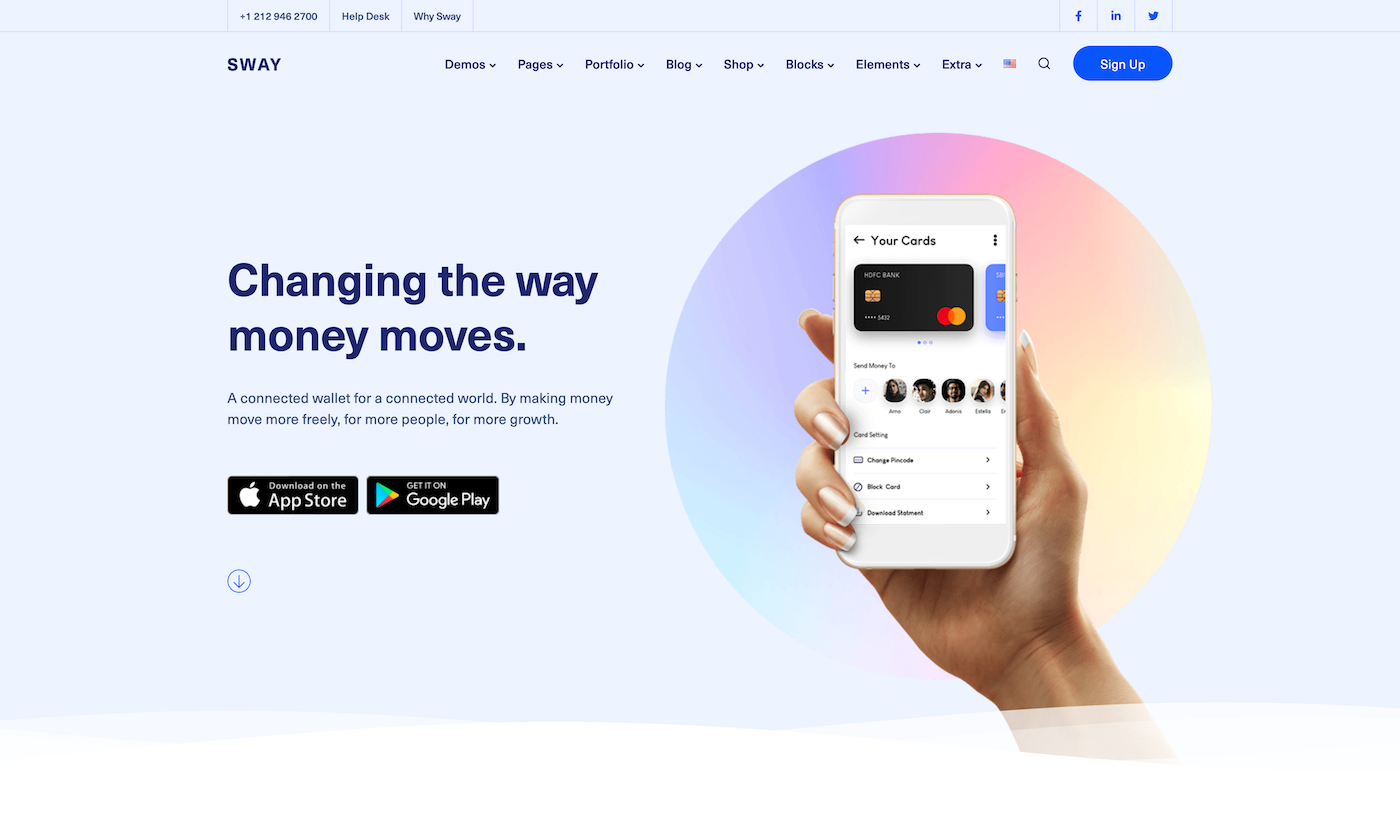 +1 212 946 2700 Help Desk Why Sway
SWAY Demos Pages Portfolio Blog Shop Blocks Elements Extra Sign Up
Changing the way
money moves.
A connected wallet for a connected world. By making money
move more freely, for more people, for more growth.
Download on the
App Store
GET IT ON
Google Play
Your Cards
HDFC BANK
•••• 5432
Send Money To
Arno Clair Adonis Estella
Card Setting
Change Pincode
Block Card
Download Statment